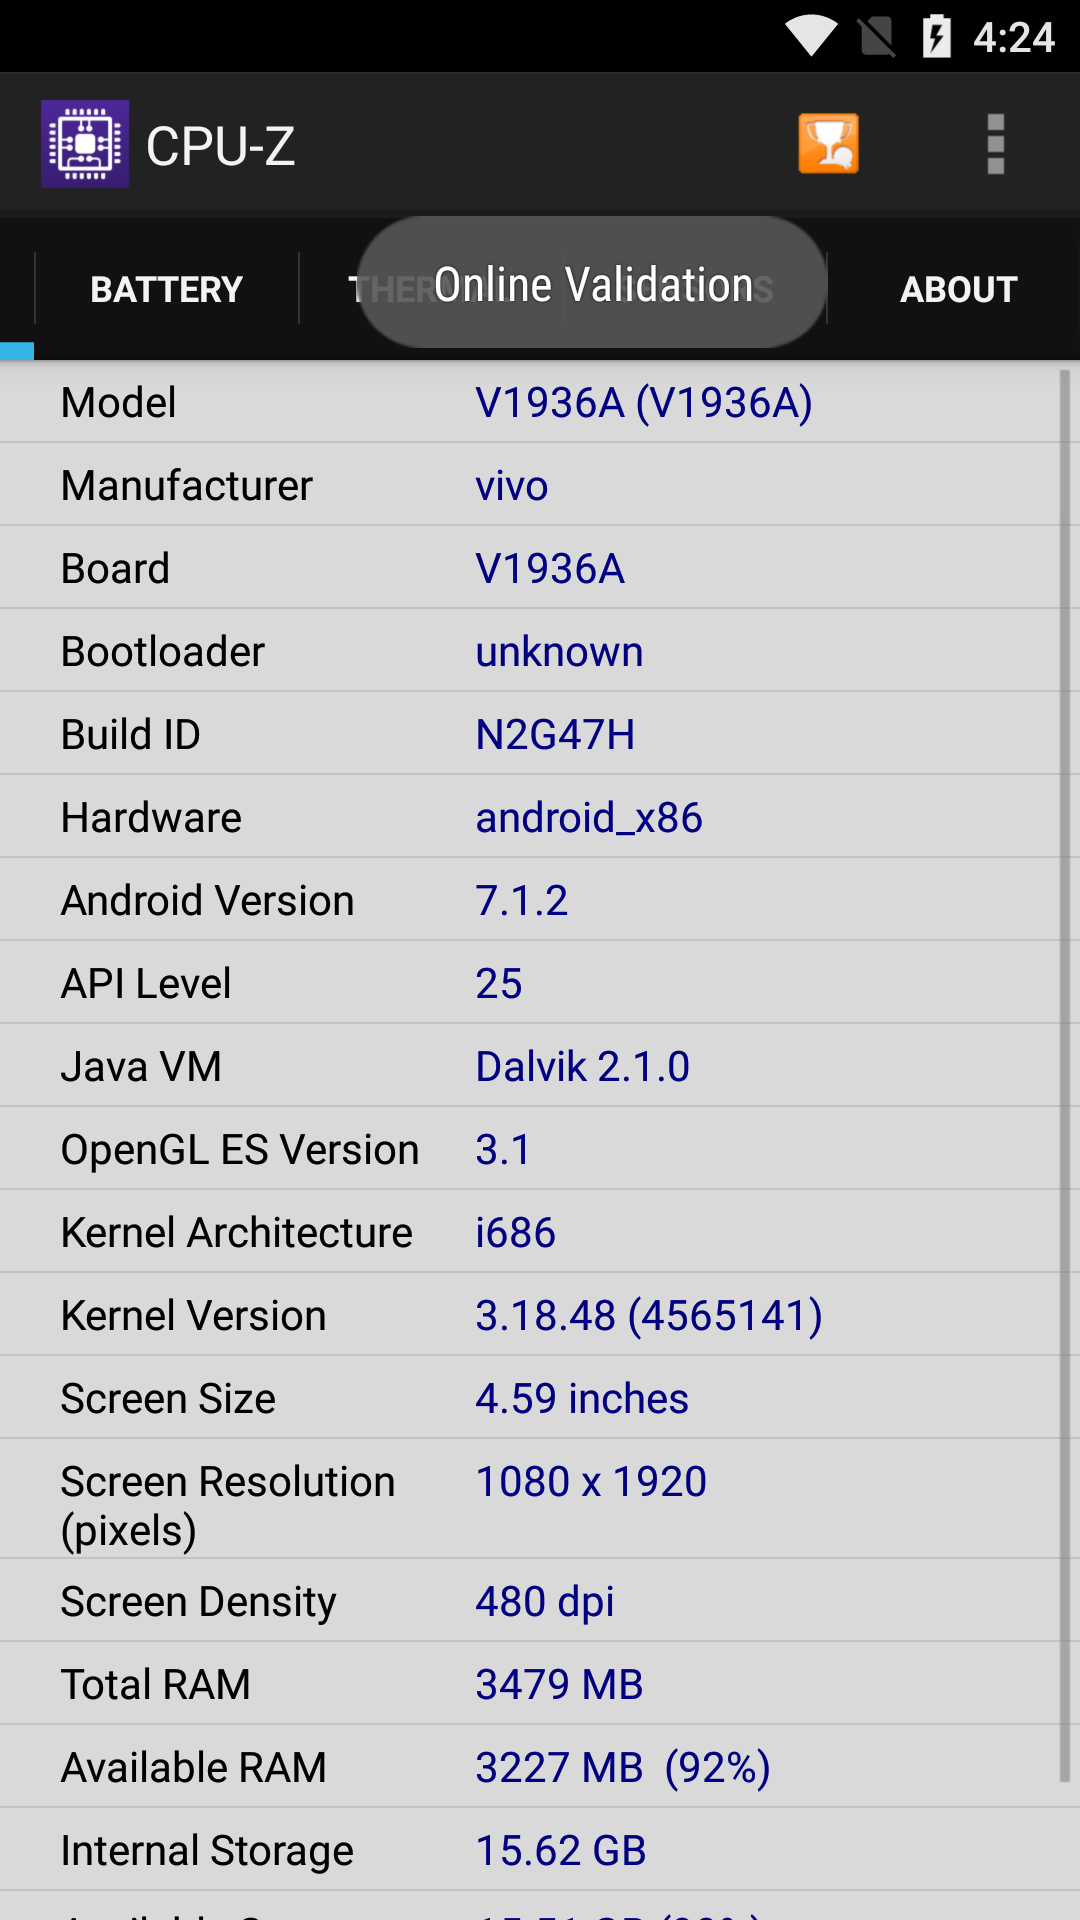 4:24
CPU-Z
BATTERY
Online Validation
ABOUT
Model V1936A (V1936A)
Manufacturer vivo
Board V1936A
Bootloader unknown
Build ID N2G47H
Hardware android_x86
Android Version 7.1.2
API Level 25
Java VM Dalvik 2.1.0
OpenGL ES Version 3.1
Kernel Architecture i686
Kernel Version 3.18.48 (4565141)
Screen Size 4.59 inches
Screen Resolution 1080 x 1920
(pixels)
Screen Density 480 dpi
Total RAM 3479 MB
Available RAM 3227 MB (92%)
Internal Storage 15.62 GB